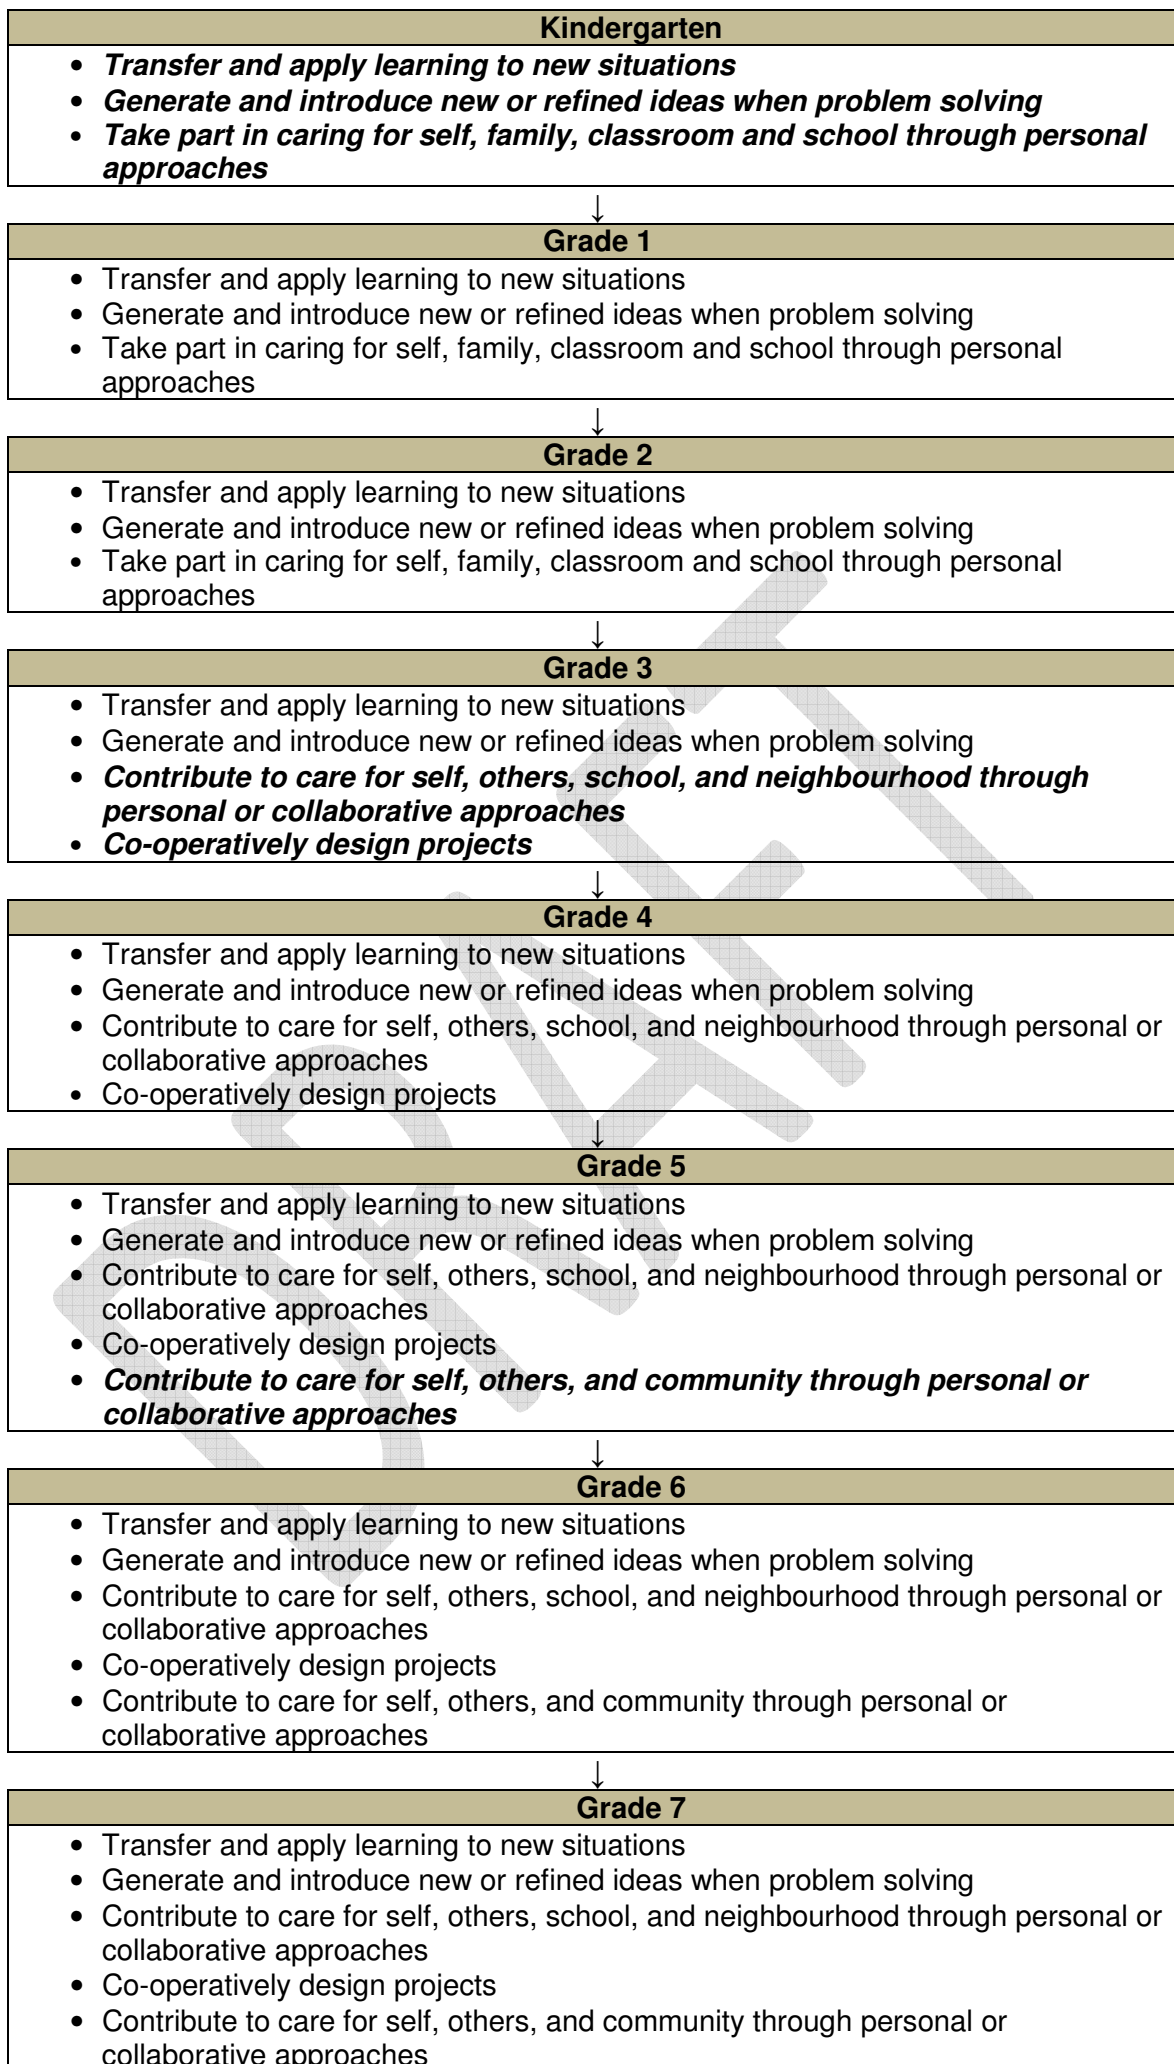 Kindergarten
• Transfer and apply learning to new situations
• Generate and introduce new or refined ideas when problem solving
• Take part in caring for self, family, classroom and school through personal
approaches
↓
Grade 1
• Transfer and apply learning to new situations
• Generate and introduce new or refined ideas when problem solving
• Take part in caring for self, family, classroom and school through personal
approaches
↓
Grade 2
• Transfer and apply learning to new situations
• Generate and introduce new or refined ideas when problem solving
• Take part in caring for self, family, classroom and school through personal
approaches
↓
Grade 3
• Transfer and apply learning to new situations
• Generate and introduce new or refined ideas when problem solving
• Contribute to care for self, others, school, and neighbourhood through
personal or collaborative approaches
• Co-operatively design projects
↓
Grade 4
• Transfer and apply learning to new situations
• Generate and introduce new or refined ideas when problem solving
• Contribute to care for self, others, school, and neighbourhood through personal or
collaborative approaches
• Co-operatively design projects
↓
Grade 5
• Transfer and apply learning to new situations
• Generate and introduce new or refined ideas when problem solving
• Contribute to care for self, others, school, and neighbourhood through personal or
collaborative approaches
• Co-operatively design projects
• Contribute to care for self, others, and community through personal or
collaborative approaches
↓
Grade 6
• Transfer and apply learning to new situations
• Generate and introduce new or refined ideas when problem solving
• Contribute to care for self, others, school, and neighbourhood through personal or
collaborative approaches
• Co-operatively design projects
• Contribute to care for self, others, and community through personal or
collaborative approaches
↓
Grade 7
• Transfer and apply learning to new situations
• Generate and introduce new or refined ideas when problem solving
• Contribute to care for self, others, school, and neighbourhood through personal or
collaborative approaches
• Co-operatively design projects
• Contribute to care for self, others, and community through personal or
collaborative approaches
DRAFT